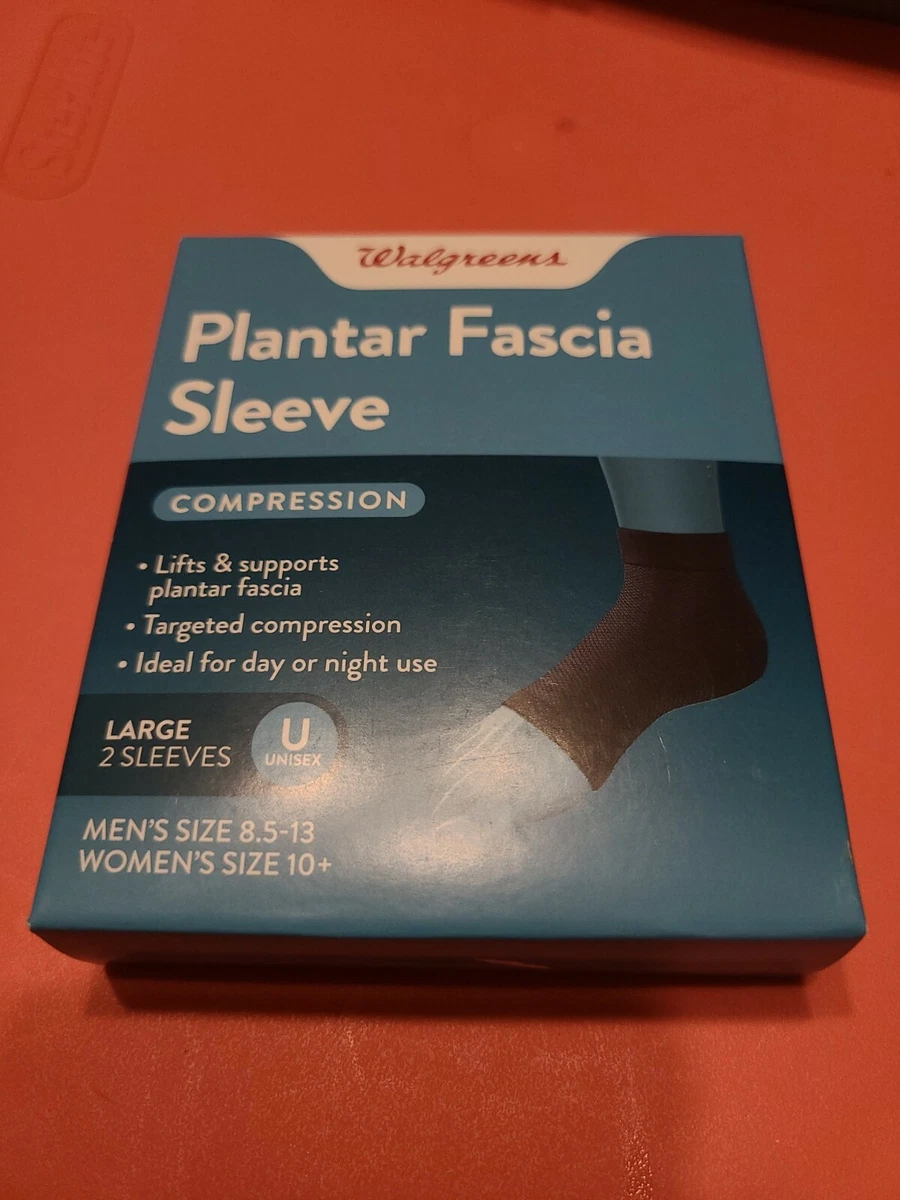 Walgreens
Plantar Fascia
Sleeve
COMPRESSION
• Lifts & supports
plantar fascia
• Targeted compression
• Ideal for day or night use
LARGE
2 SLEEVES
U
UNISEX
MEN'S SIZE 8.5-13
WOMEN'S SIZE 10+